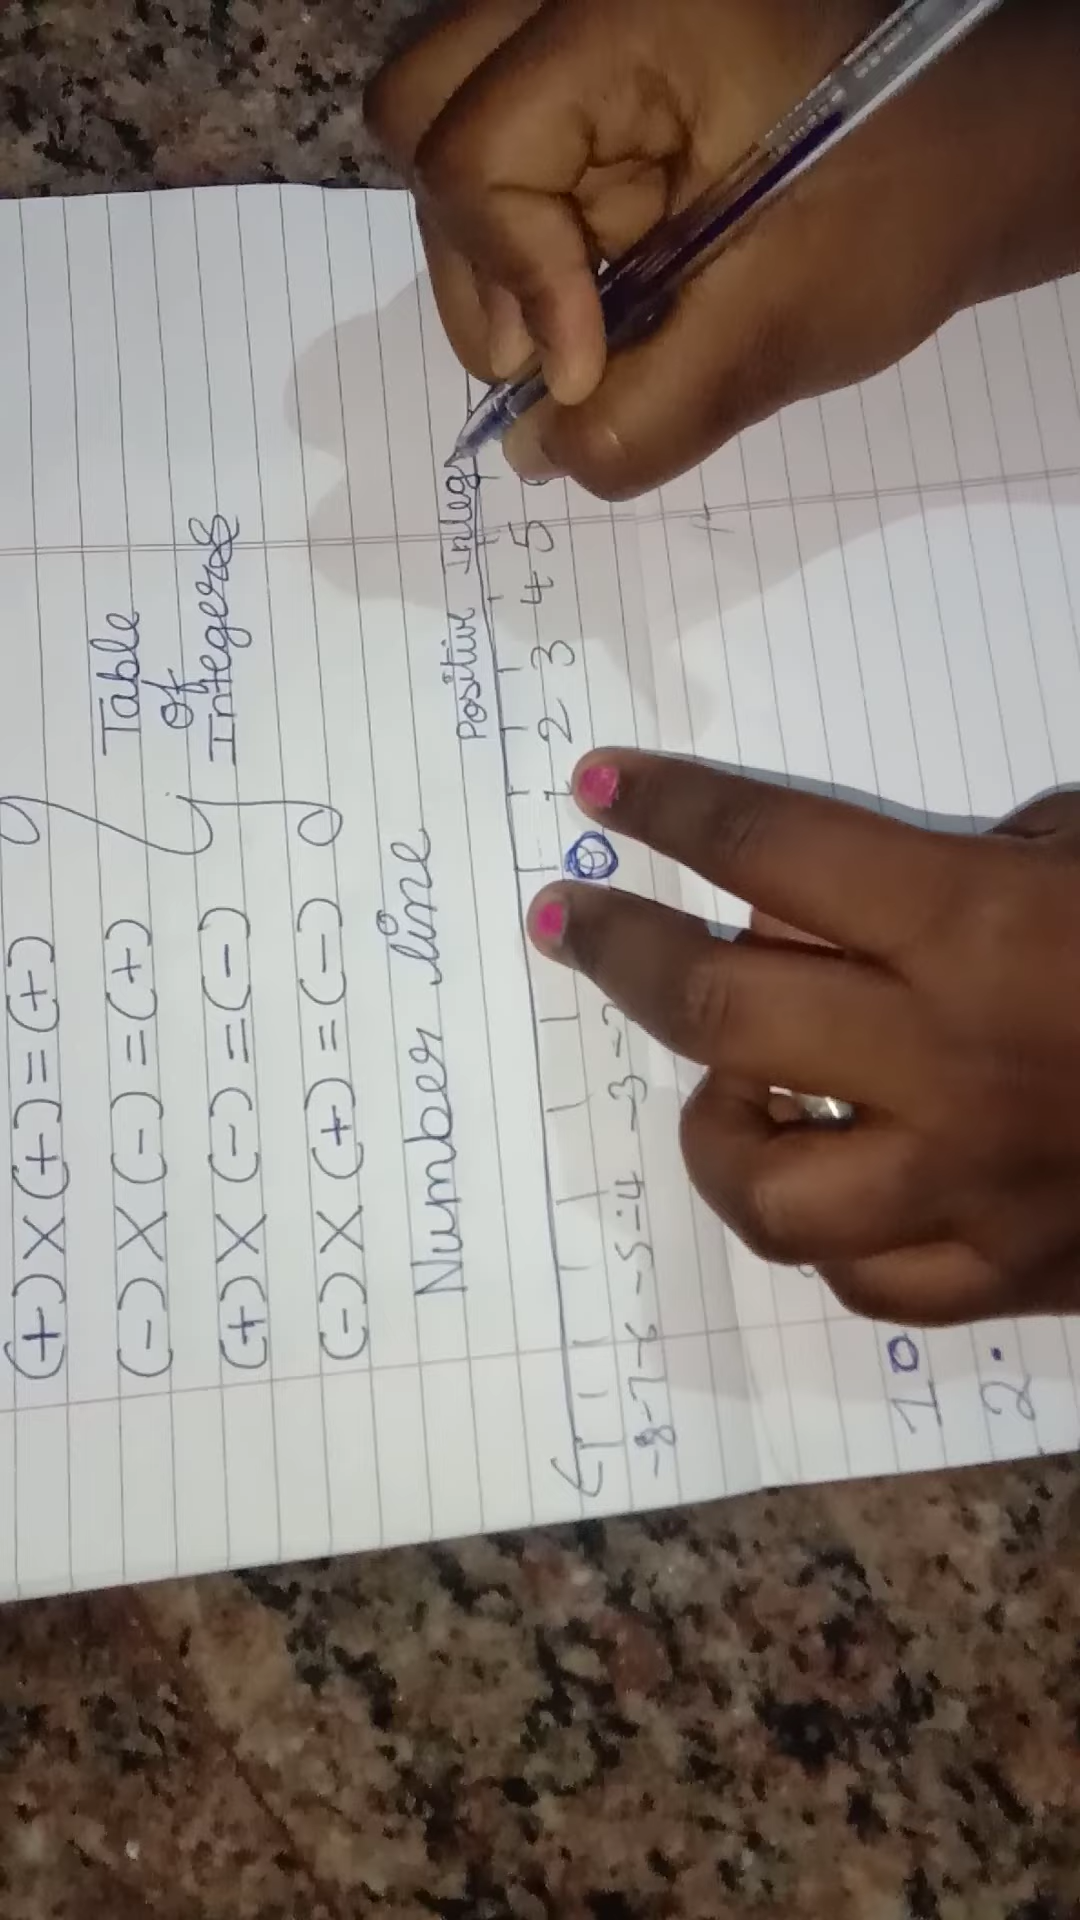 (+)×(+)=(+)
(-)×(-)=(+)
(+)×(-)=(-)
(-)×(+)=(-)
Table
of
Integers
Number line
Positive Integ
-8 -7 -6 -5 -4 -3 -2 0 1 2 3 4 5
1.
2.